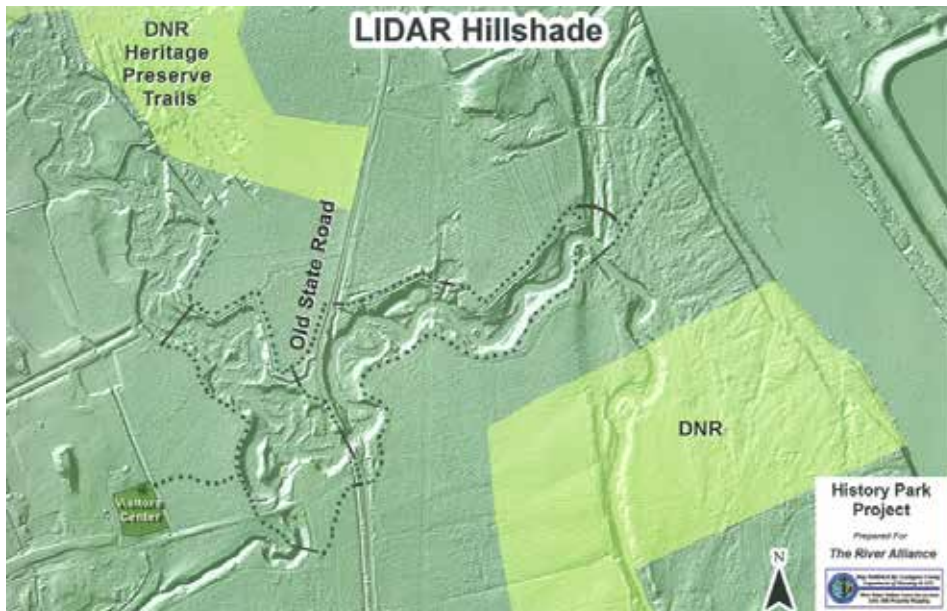 LIDAR Hillshade
DNR
Heritage
Preserve
Trails
Old State Road
Visitors
Center
DNR
N
History Park
Project
Prepared For
The River Alliance